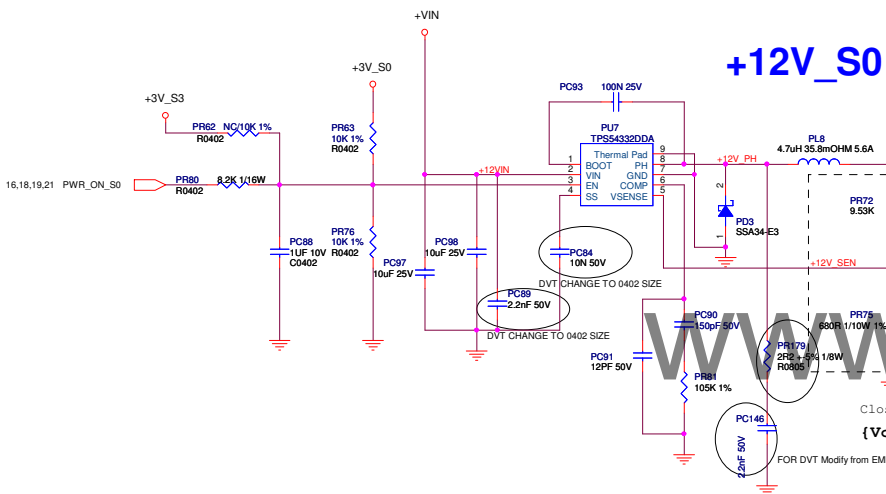 +VIN
+12V_S0
+3V_S0
+3V_S3
PC93
100N 25V
PU7
TPS54332DDA
PR62
NC/10K 1%
R0402
PR63
10K 1%
R0402
Thermal Pad
BOOT
VIN
EN
SS
PH
GND
COMP
VSENSE
1
2
3
4
9
8
7
6
5
+12V_PH
PL8
4.7uH 35.8mOHM 5.6A
+12VIN
16,18,19,21 PWR_ON_S0
PR80
R0402
8.2K 1/16W
2
1
PD3
SSA34-E3
PR72
9.53K
PC88
1UF 10V
C0402
PR76
10K 1%
R0402
PC97
10uF 25V
PC98
10uF 25V
PC84
10N 50V
DVT CHANGE TO 0402 SIZE
+12V_SEN
PC89
2.2nF 50V
DVT CHANGE TO 0402 SIZE
PC90
150pF 50V
PR75
680R 1/10W 1%
WWW
PC91
12PF 50V
PR81
105K 1%
PR179
2R2 +-5% 1/8W
R0805
PC146
2.2nF 50V
Clo
{Vo
FOR DVT Modify from EM